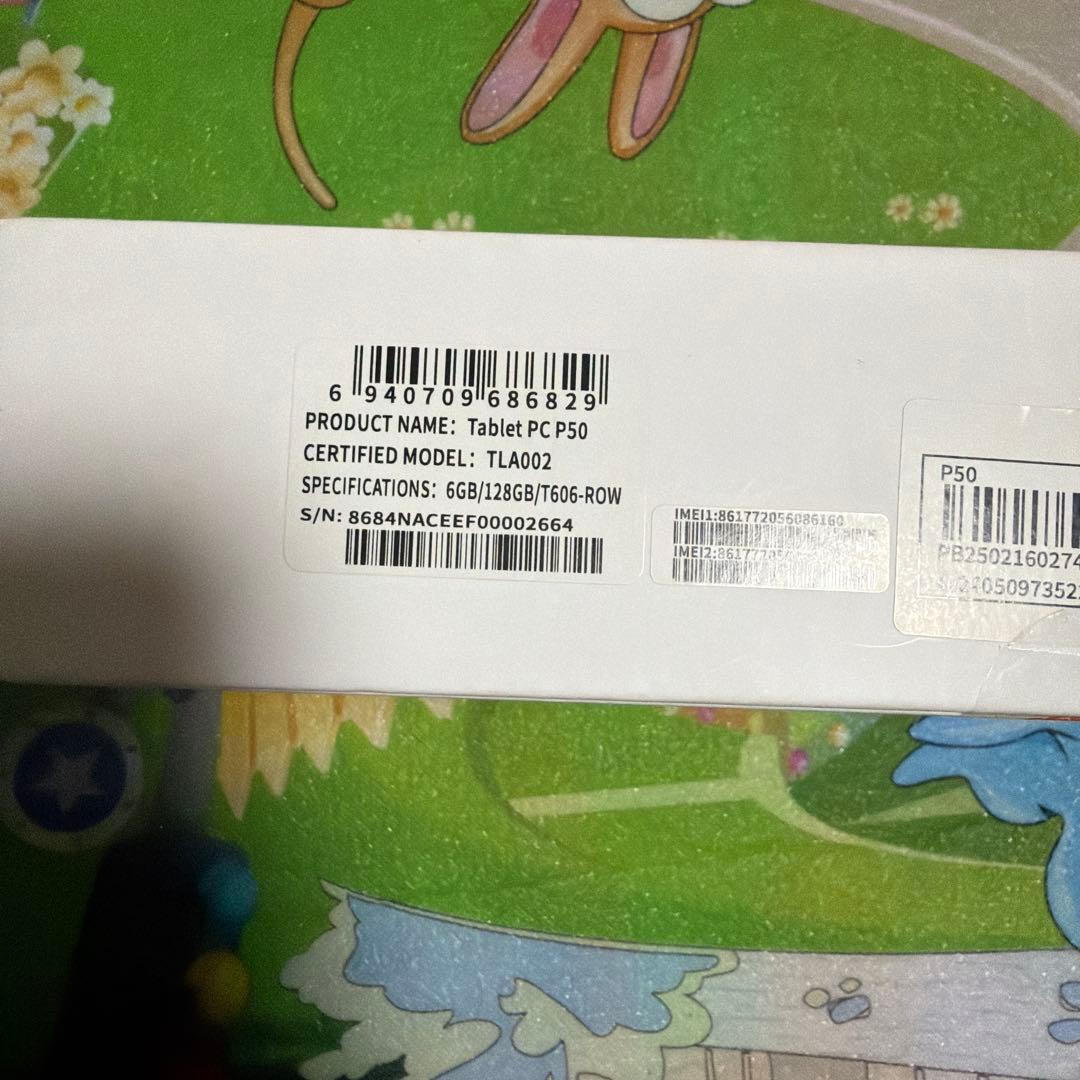 6 940709 686829
PRODUCT NAME: Tablet PC P50
CERTIFIED MODEL: TLA002
SPECIFICATIONS: 6GB/128GB/T606-ROW
S/N: 8684NACEEF00002664
IMEI1:861772056086160
IMEI2:
P50
PB2502160274